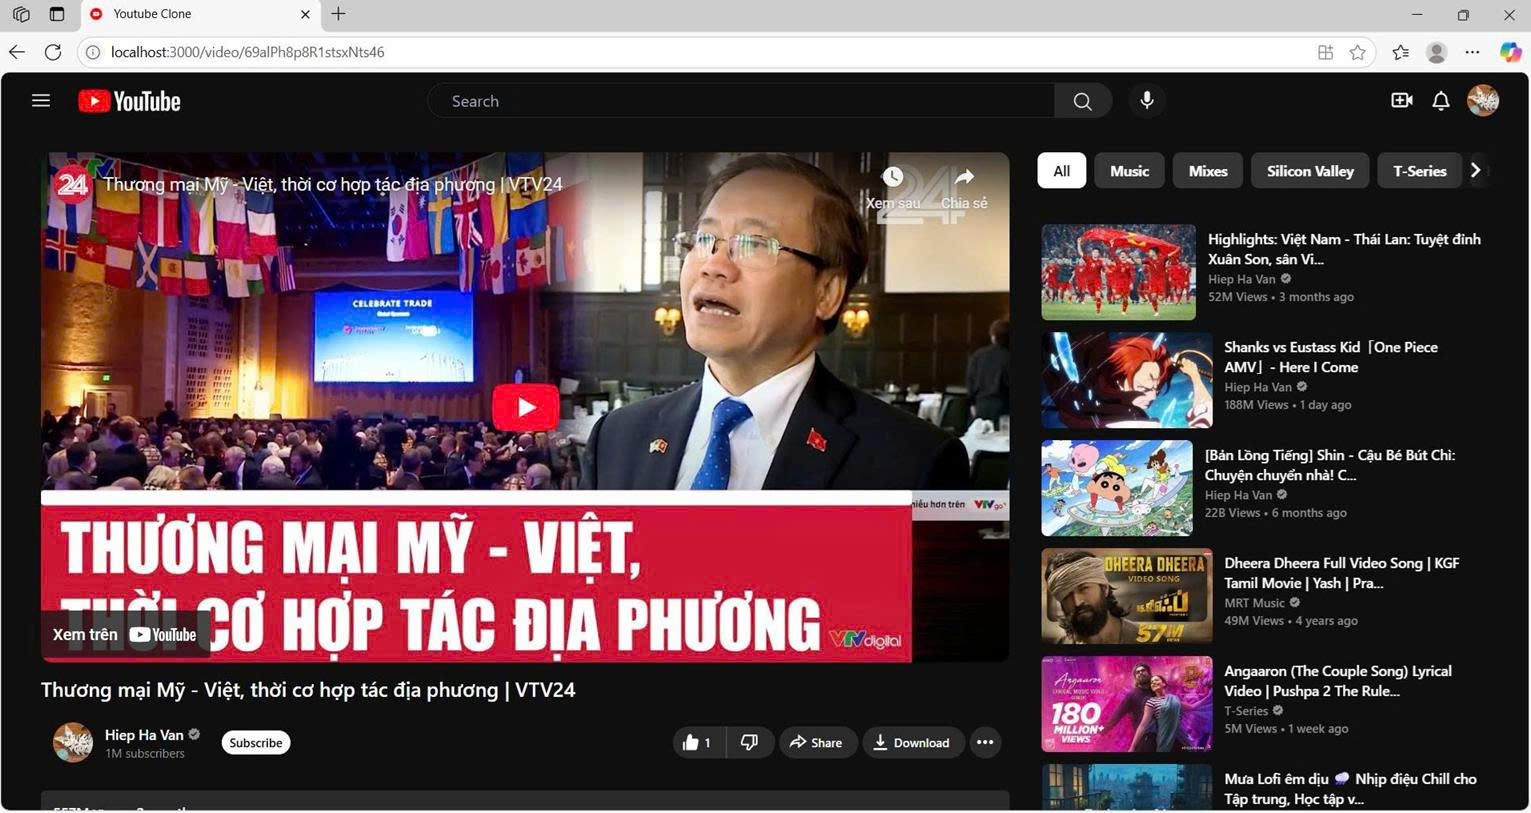 Youtube Clone
localhost:3000/video/69alPh8p8R1stsxNts46
YouTube
Search
24
Thương mại Mỹ - Việt, thời cơ hợp tác địa phương | VTV24
Xem sau
Chia sẻ
CELEBRATE TRADE
nhiều hơn trên VTVgo
THƯƠNG MẠI MỸ - VIỆT,
THỜI CƠ HỢP TÁC ĐỊA PHƯƠNG
VTVdigital
Xem trên YouTube
Thương mại Mỹ - Việt, thời cơ hợp tác địa phương | VTV24
Hiep Ha Van
1M subscribers
Subscribe
1
Share
Download
All
Music
Mixes
Silicon Valley
T-Series
Highlights: Việt Nam - Thái Lan: Tuyệt đỉnh
Xuân Son, sân Vi...
Hiep Ha Van
52M Views • 3 months ago
Shanks vs Eustass Kid「One Piece
AMV」- Here I Come
Hiep Ha Van
188M Views • 1 day ago
[Bản Lồng Tiếng] Shin - Cậu Bé Bút Chì:
Chuyện chuyển nhà! C...
Hiep Ha Van
22B Views • 6 months ago
DHEERA DHEERA
VIDEO SONG
57M
Dheera Dheera Full Video Song | KGF
Tamil Movie | Yash | Pra...
MRT Music
49M Views • 4 years ago
Angaaron
180
MILLION+
VIEWS
Angaaron (The Couple Song) Lyrical
Video | Pushpa 2 The Rule...
T-Series
5M Views • 1 week ago
Mưa Lofi êm dịu 🌧️ Nhịp điệu Chill cho
Tập trung, Học tập v...